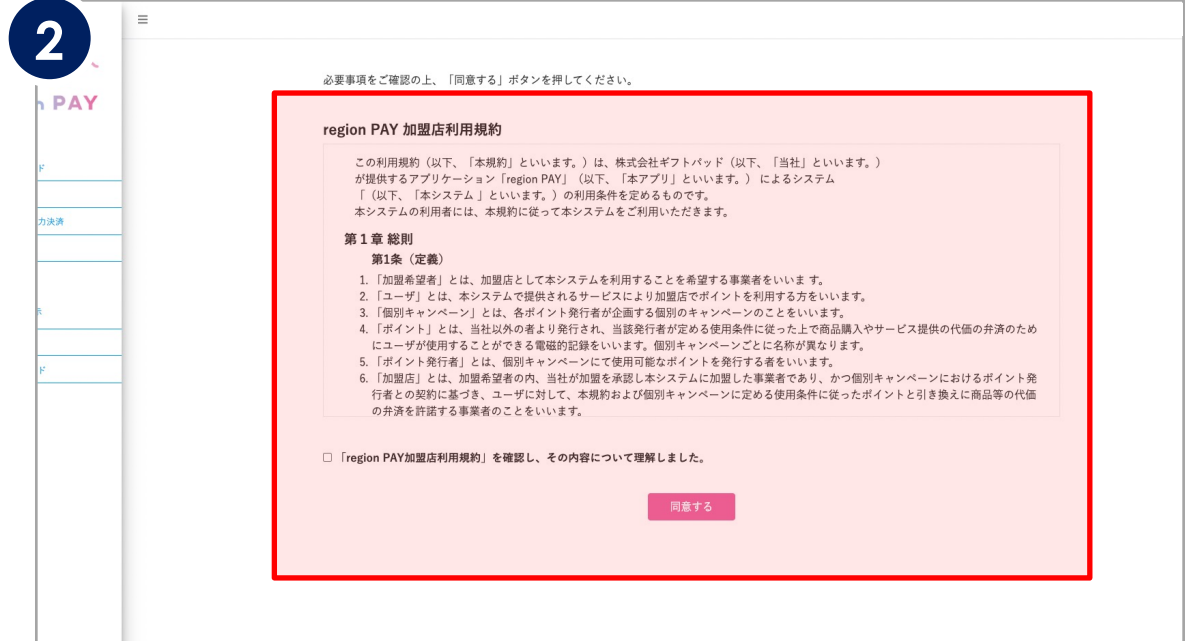 2
PAY
ド
力決済
ド
必要事項をご確認の上、「同意する」ボタンを押してください。
region PAY 加盟店利用規約
この利用規約（以下、「本規約」といいます。）は、株式会社ギフトパッド（以下、「当社」といいます。）
が提供するアプリケーション「region PAY」（以下、「本アプリ」といいます。） によるシステム
「（以下、「本システム 」といいます。）の利用条件を定めるものです。
本システムの利用者には、本規約に従って本システムをご利用いただきます。
第１章 総則
第1条（定義）
1. 「加盟希望者」とは、加盟店として本システムを利用することを希望する事業者をいいま す。
2. 「ユーザ」とは、本システムで提供されるサービスにより加盟店でポイントを利用する方をいいます。
3. 「個別キャンペーン」とは、各ポイント発行者が企画する個別のキャンペーンのことをいいます。
4. 「ポイント」とは、当社以外の者より発行され、当該発行者が定める使用条件に従った上で商品購入やサービス提供の代価の弁済のため
にユーザが使用することができる電磁的記録をいいます。個別キャンペーンごとに名称が異なります。
5. 「ポイント発行者」とは、個別キャンペーンにて使用可能なポイントを発行する者をいいます。
6. 「加盟店」とは、加盟希望者の内、当社が加盟を承認し本システムに加盟した事業者であり、かつ個別キャンペーンにおけるポイント発
行者との契約に基づき、ユーザに対して、本規約および個別キャンペーンに定める使用条件に従ったポイントと引き換えに商品等の代価
の弁済を許諾する事業者のことをいいます。
「region PAY加盟店利用規約」を確認し、その内容について理解しました。
同意する